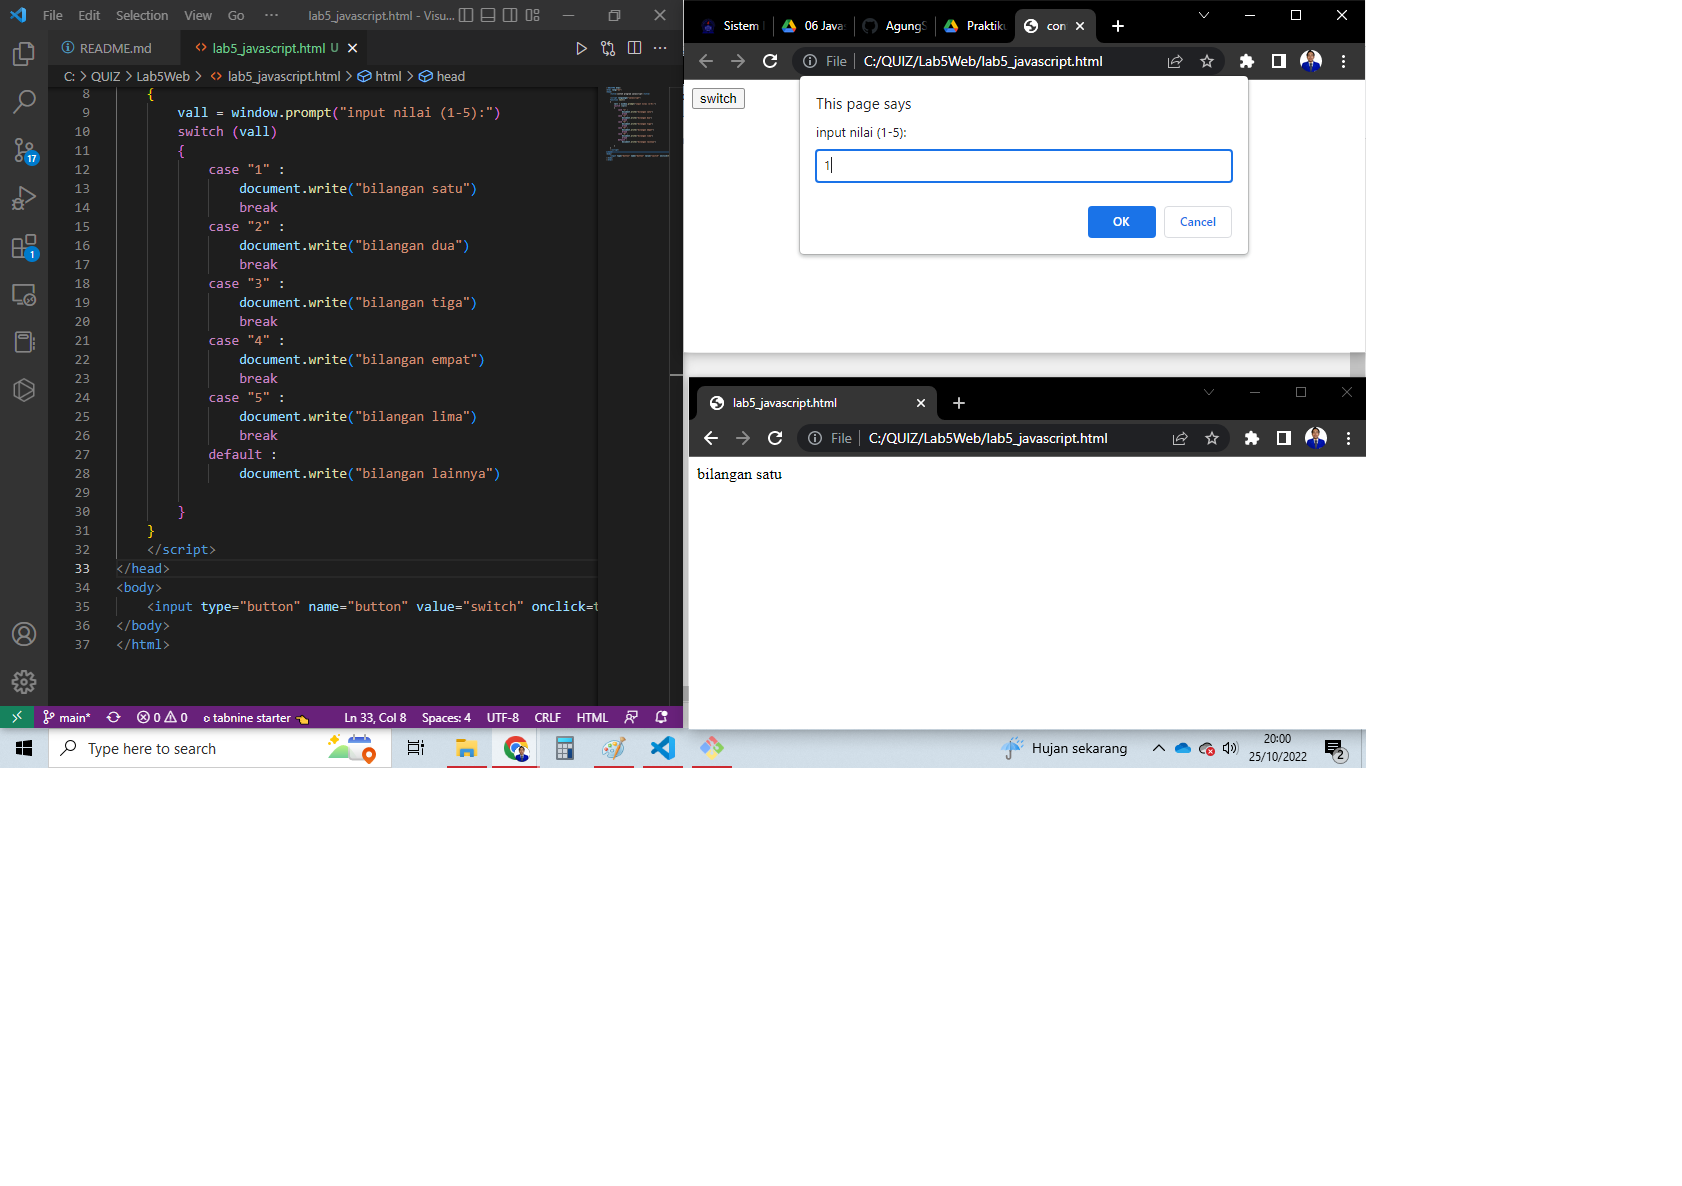 File Edit Selection View Go ··· lab5_javascript.html - Visu...
README.md
lab5_javascript.html U
C: > QUIZ > Lab5Web > lab5_javascript.html > html > head
8 {
9 vall = window.prompt("input nilai (1-5):")
10 switch (vall)
11 {
12 case "1" :
13 document.write("bilangan satu")
14 break
15 case "2" :
16 document.write("bilangan dua")
17 break
18 case "3" :
19 document.write("bilangan tiga")
20 break
21 case "4" :
22 document.write("bilangan empat")
23 break
24 case "5" :
25 document.write("bilangan lima")
26 break
27 default :
28 document.write("bilangan lainnya")
29
30 }
31 }
32 </script>
33 </head>
34 <body>
35 <input type="button" name="button" value="switch" onclick=t
36 </body>
37 </html>
17
1
main* 0 0 tabnine starter Ln 33, Col 8 Spaces: 4 UTF-8 CRLF HTML
Sistem 06 Javas AgungS Praktiku con
File C:/QUIZ/Lab5Web/lab5_javascript.html
switch
This page says
input nilai (1-5):
1
OK Cancel
lab5_javascript.html
File C:/QUIZ/Lab5Web/lab5_javascript.html
bilangan satu
Type here to search
Hujan sekarang
20:00
25/10/2022
2